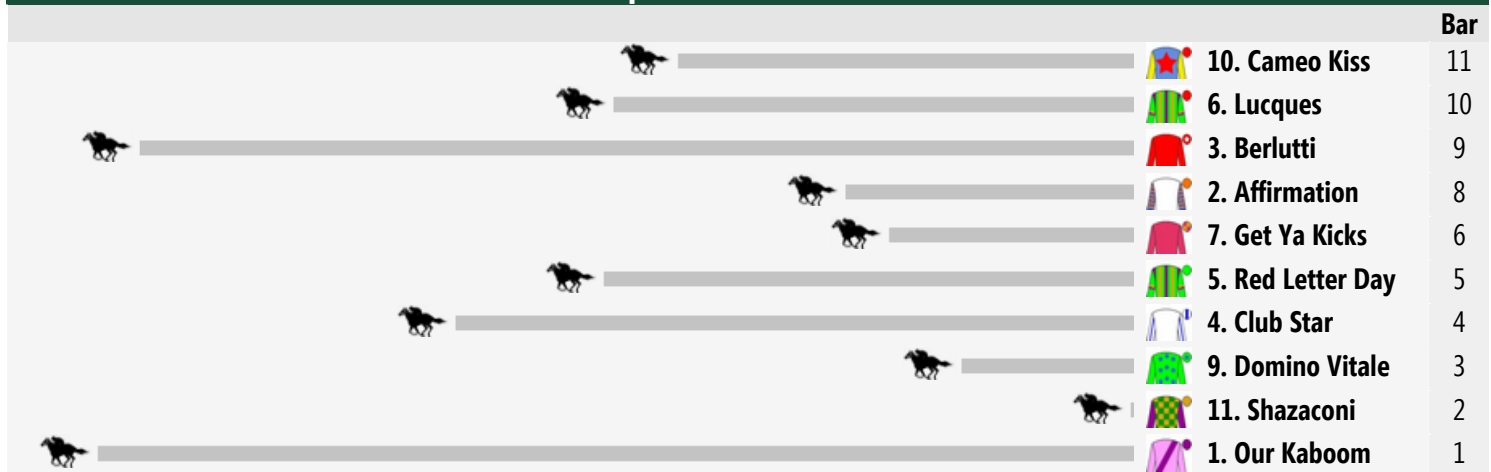 Bar
10. Cameo Kiss 11
6. Lucques 10
3. Berlutti 9
2. Affirmation 8
7. Get Ya Kicks 6
5. Red Letter Day 5
4. Club Star 4
9. Domino Vitale 3
11. Shazaconi 2
1. Our Kaboom 1